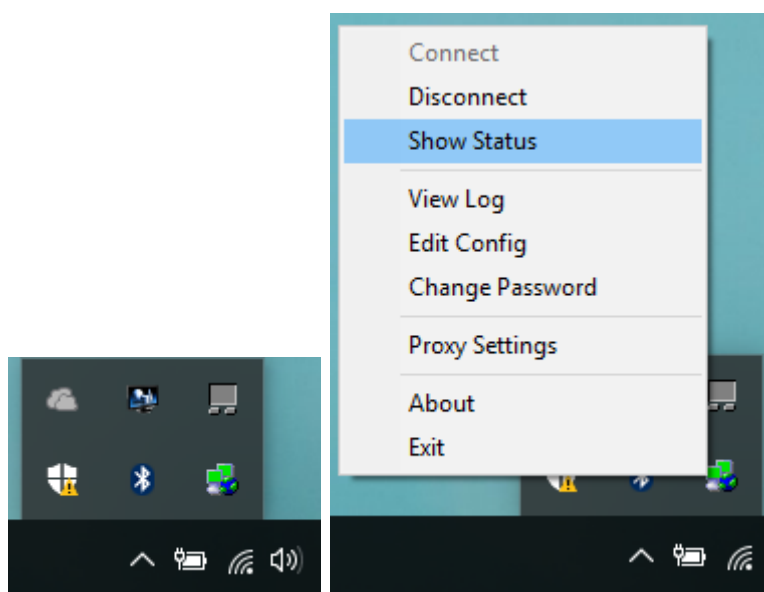 Connect
Disconnect
Show Status
View Log
Edit Config
Change Password
Proxy Settings
About
Exit